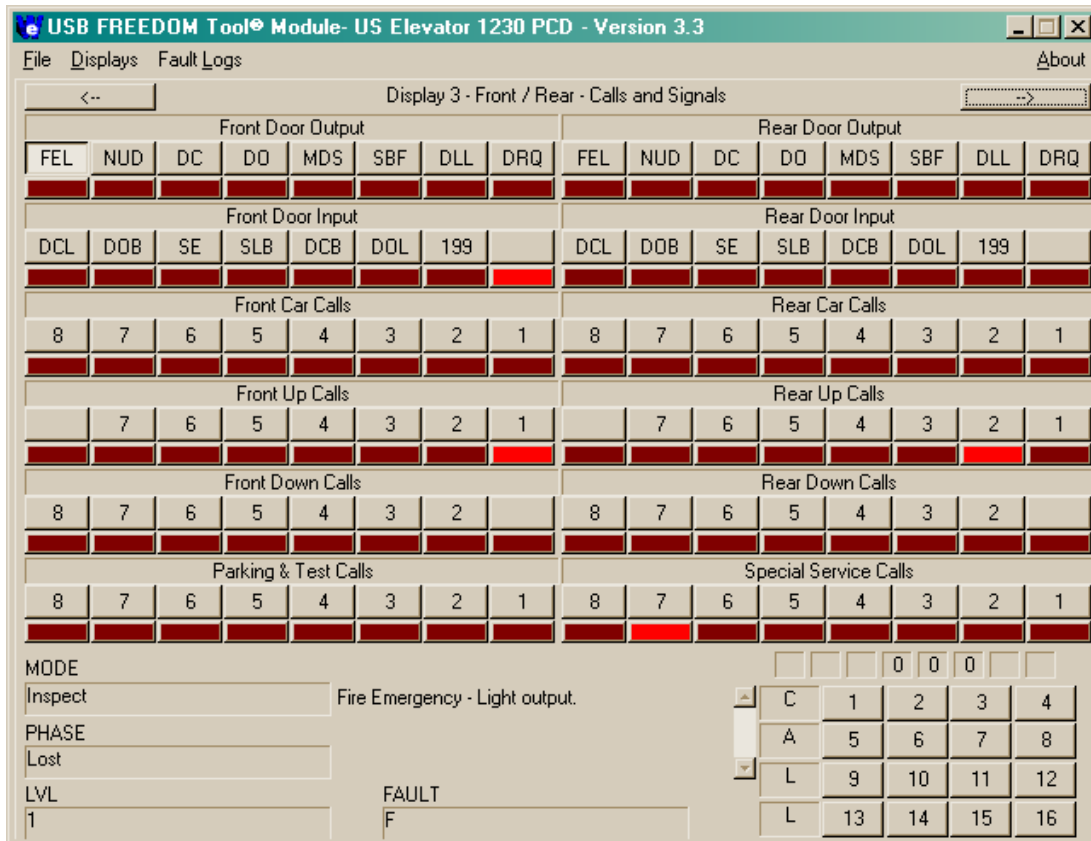 USB FREEDOM Tool® Module- US Elevator 1230 PCD - Version 3.3
File Displays Fault Logs About
<-- Display 3 - Front / Rear - Calls and Signals -->
Front Door Output Rear Door Output
FEL NUD DC DO MDS SBF DLL DRQ FEL NUD DC DO MDS SBF DLL DRQ
Front Door Input Rear Door Input
DCL DOB SE SLB DCB DOL 199 DCL DOB SE SLB DCB DOL 199
Front Car Calls Rear Car Calls
8 7 6 5 4 3 2 1 8 7 6 5 4 3 2 1
Front Up Calls Rear Up Calls
7 6 5 4 3 2 1 7 6 5 4 3 2 1
Front Down Calls Rear Down Calls
8 7 6 5 4 3 2 8 7 6 5 4 3 2
Parking & Test Calls Special Service Calls
8 7 6 5 4 3 2 1 8 7 6 5 4 3 2 1
MODE 0 0 0
Inspect Fire Emergency - Light output. C 1 2 3 4
PHASE A 5 6 7 8
Lost
L 9 10 11 12
LVL FAULT
1 F L 13 14 15 16